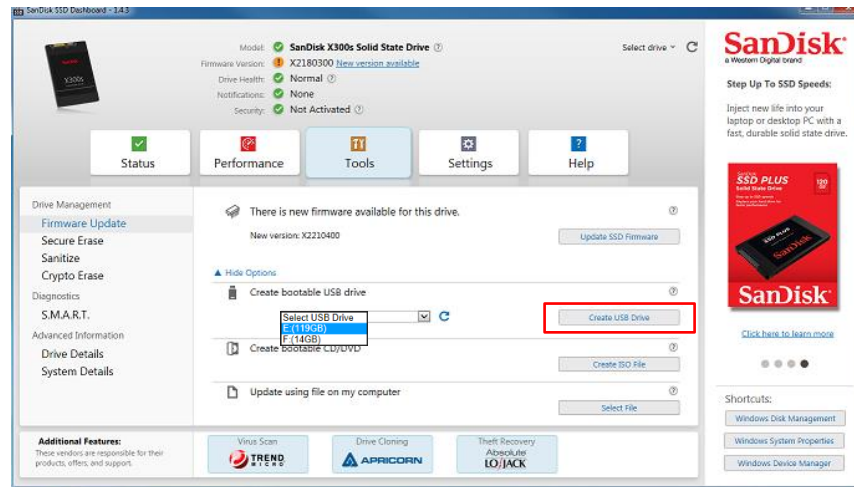 SanDisk SSD Dashboard - 1.4.3
SanDisk
X300s
Model: SanDisk X300s Solid State Drive
Firmware Version: X2180300 New version available
Drive Health: Normal
Notifications: None
Security: Not Activated
Select drive
Status
Performance
Tools
Settings
Help
Drive Management
Firmware Update
Secure Erase
Sanitize
Crypto Erase
Diagnostics
S.M.A.R.T.
Advanced Information
Drive Details
System Details
There is new firmware available for this drive.
New version: X2210400
Update SSD Firmware
Hide Options
Create bootable USB drive
Select USB Drive
E:(119GB)
F:(14GB)
Create USB Drive
Create bootable CD/DVD
Create ISO File
Update using file on my computer
Select File
Additional Features:
These vendors are responsible for their
products, offers, and support.
Virus Scan
TREND
MICRO
Drive Cloning
APRICORN
Theft Recovery
Absolute
LOJACK
SanDisk
a Western Digital brand
Step Up To SSD Speeds:
Inject new life into your
laptop or desktop PC with a
fast, durable solid state drive.
SanDisk
SSD PLUS
Solid State Drive
120
GB
SSD PLUS
SanDisk
SanDisk
Click here to learn more
Shortcuts:
Windows Disk Management
Windows System Properties
Windows Device Manager